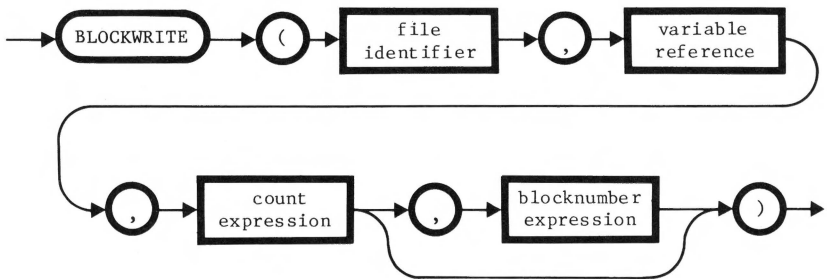 BLOCKWRITE ( file identifier , variable reference
, count expression , blocknumber expression )